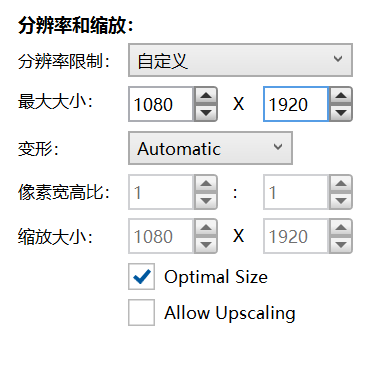 分辨率和缩放：
分辨率限制： 自定义
最大大小： 1080 X 1920
变形： Automatic
像素宽高比： 1 : 1
缩放大小： 1080 X 1920
Optimal Size
Allow Upscaling